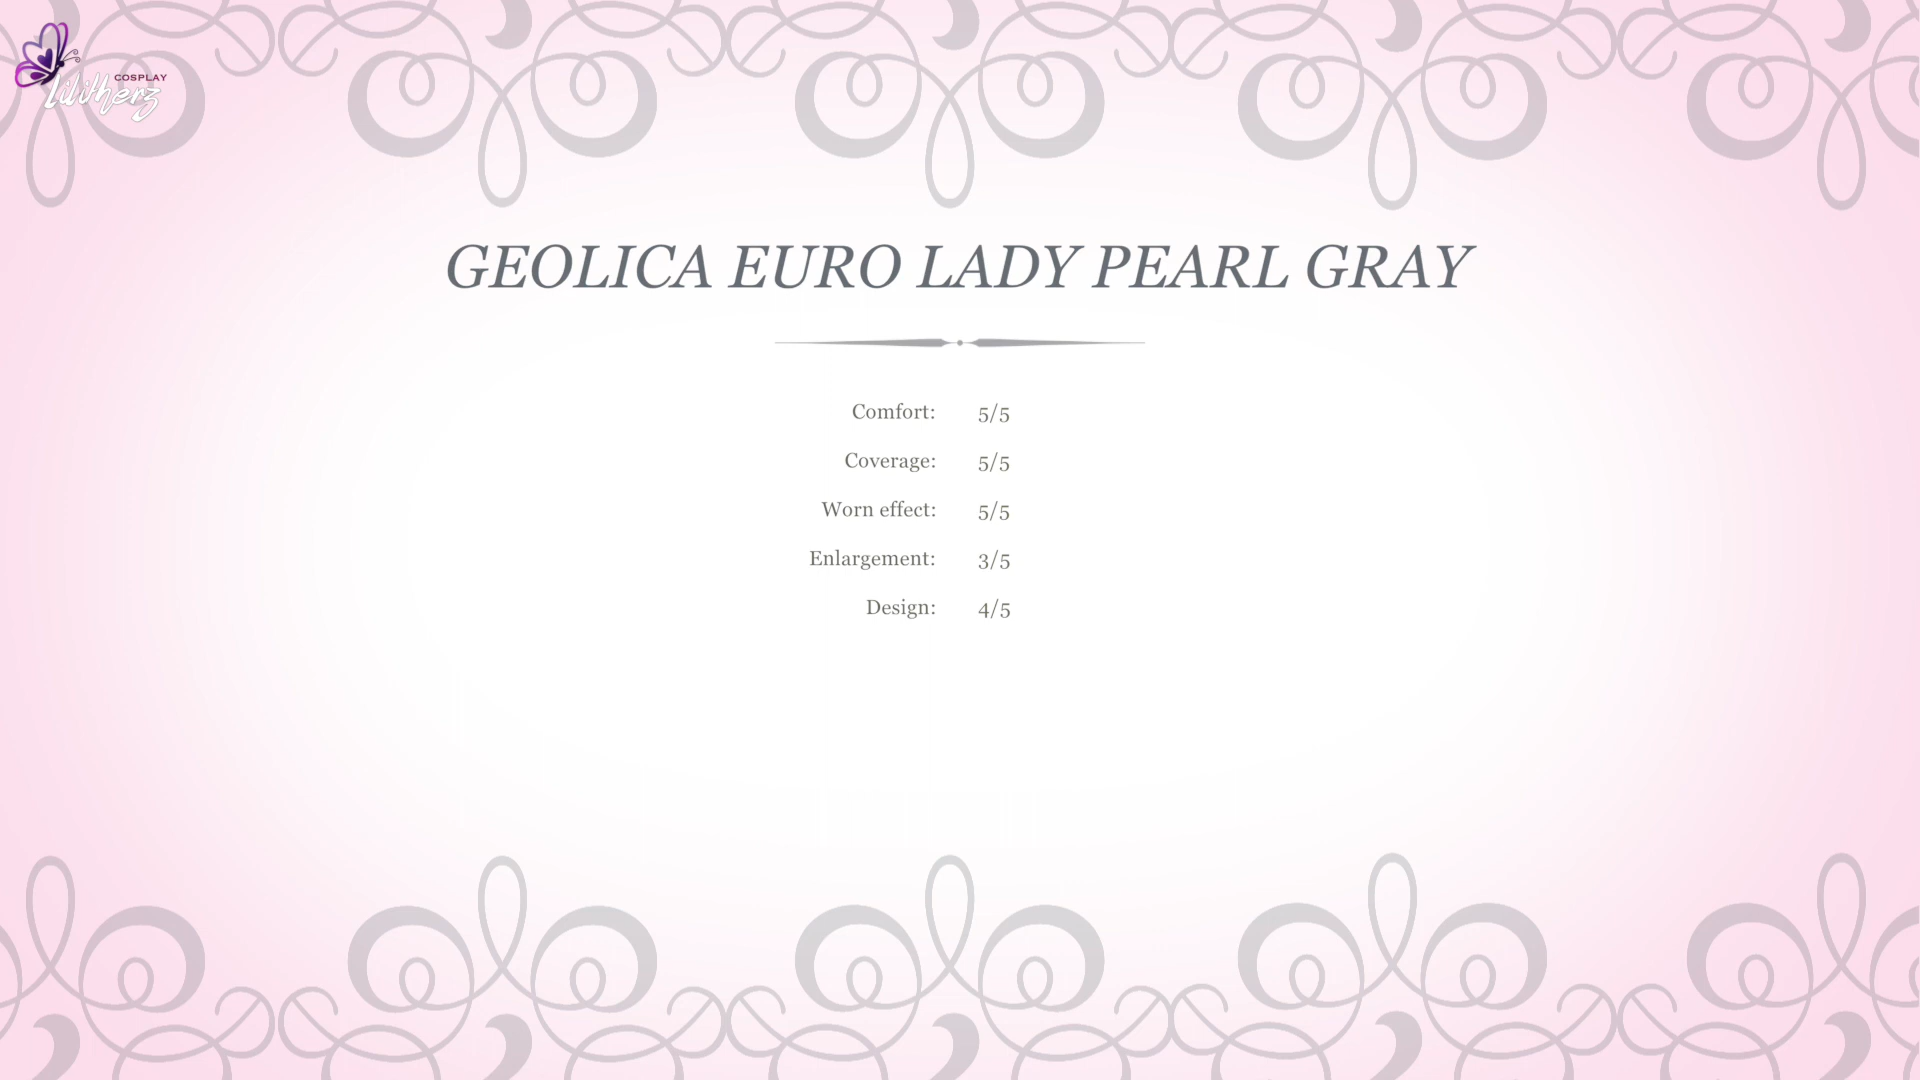 COSPLAY
Lilitherz
GEOLICA EURO LADY PEARL GRAY
Comfort: 5/5
Coverage: 5/5
Worn effect: 5/5
Enlargement: 3/5
Design: 4/5